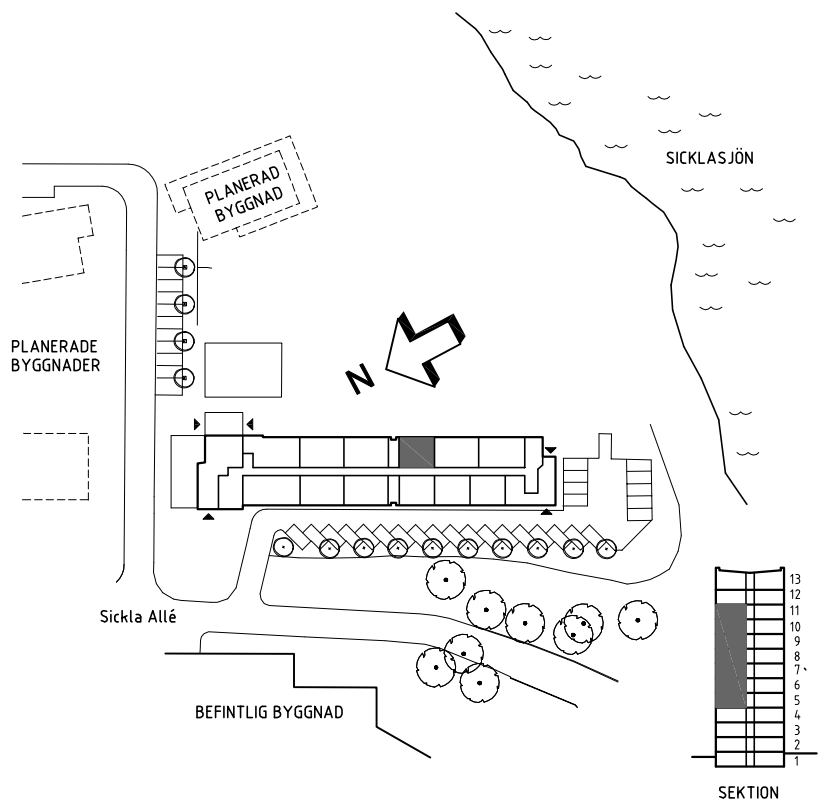 SICKLASJÖN
PLANERAD
BYGGNAD
PLANERADE
BYGGNADER
N
Sickla Allé
BEFINTLIG BYGGNAD
13
12
11
10
9
8
7
6
5
4
3
2
1
SEKTION